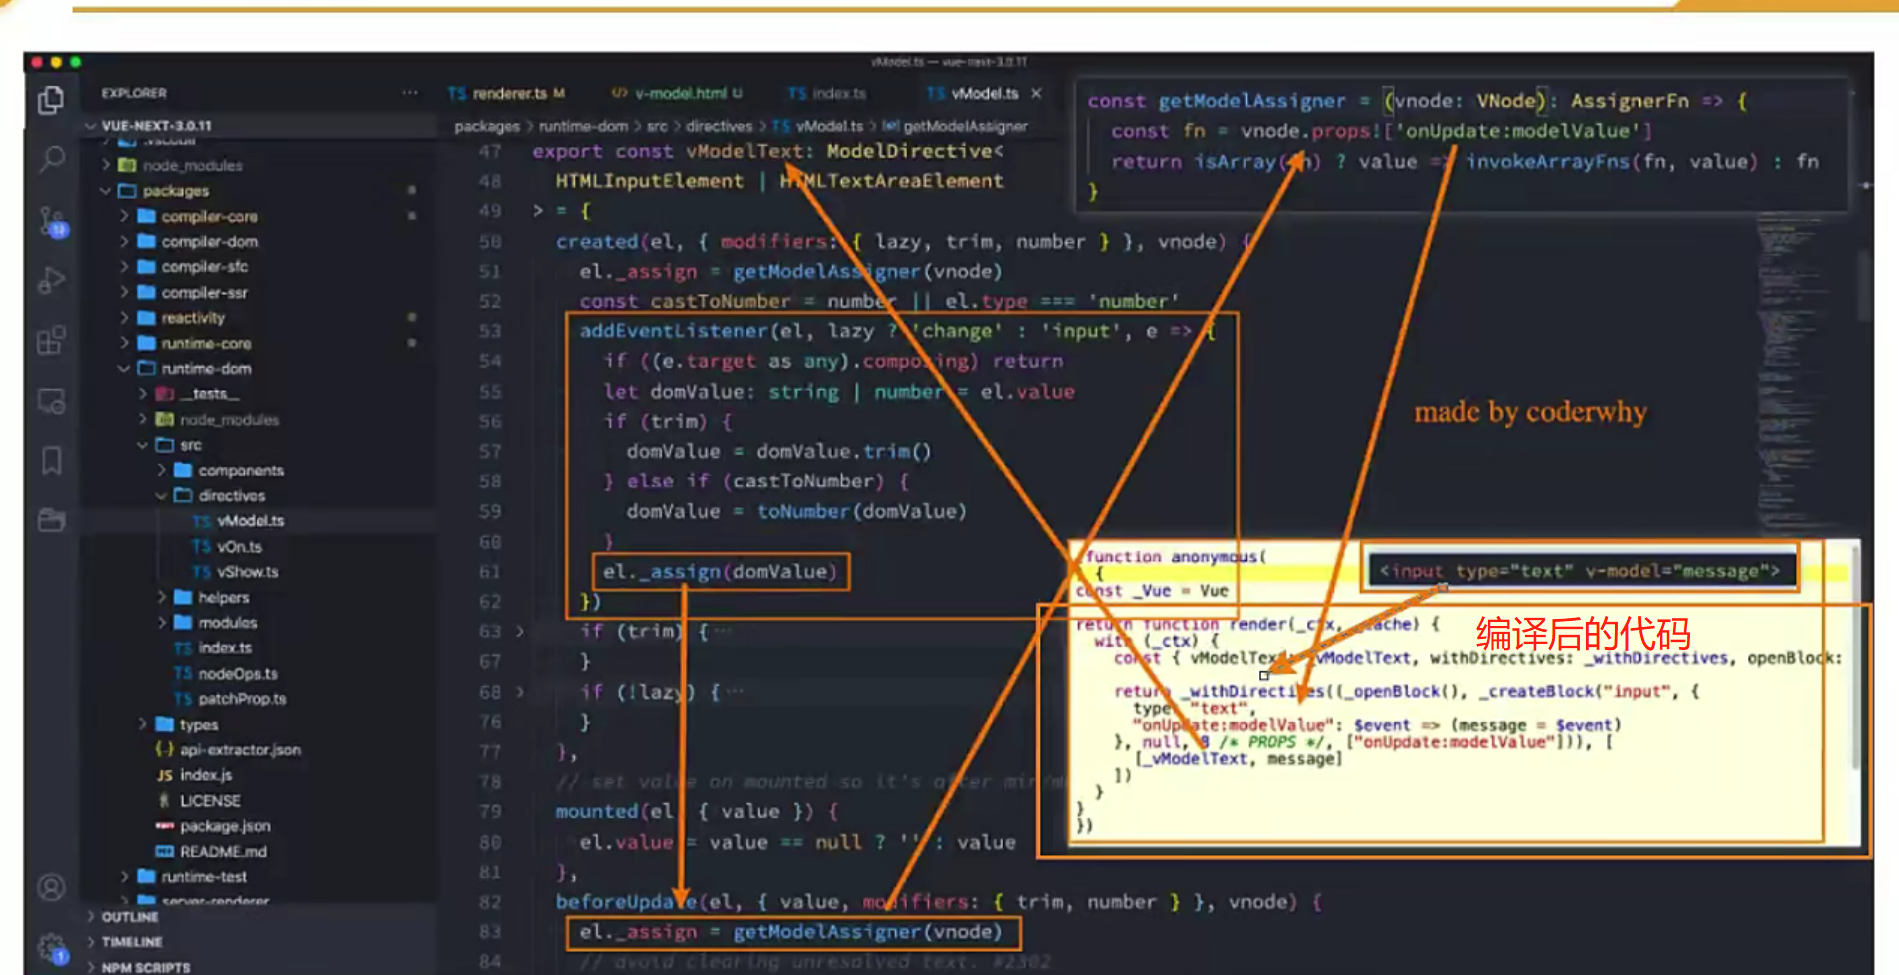 vModel.ts — vue-next-3.0.11
EXPLORER
VUE-NEXT-3.0.11
.vscode
node_modules
packages
compiler-core
compiler-dom
compiler-sfc
compiler-ssr
reactivity
runtime-core
runtime-dom
__tests__
node_modules
src
components
directives
TS vModel.ts
TS vOn.ts
TS vShow.ts
helpers
modules
TS index.ts
TS nodeOps.ts
TS patchProp.ts
types
{-} api-extractor.json
JS index.js
LICENSE
package.json
README.md
runtime-test
server-renderer
OUTLINE
TIMELINE
NPM SCRIPTS
1
TS renderer.ts M
v-model.html U
TS index.ts
TS vModel.ts ×
packages > runtime-dom > src > directives > TS vModel.ts > getModelAssigner
47 export const vModelText: ModelDirective<
48 HTMLInputElement | HTMLTextAreaElement
49 > = {
50 created(el, { modifiers: { lazy, trim, number } }, vnode) {
51 el._assign = getModelAssigner(vnode)
52 const castToNumber = number || el.type === 'number'
53 addEventListener(el, lazy ? 'change' : 'input', e => {
54 if ((e.target as any).composing) return
55 let domValue: string | number = el.value
56 if (trim) {
57 domValue = domValue.trim()
58 } else if (castToNumber) {
59 domValue = toNumber(domValue)
60 }
61 el._assign(domValue)
62 })
63 if (trim) {···
67 }
68 if (!lazy) {···
76 }
77 },
78 // set value on mounted so it's after
79 mounted(el, { value }) {
80 el.value = value == null ? '' : value
81 },
82 beforeUpdate(el, { value, modifiers: { trim, number } }, vnode) {
83 el._assign = getModelAssigner(vnode)
84 // avoid clearing unresolved text. #2302
const getModelAssigner = (vnode: VNode): AssignerFn => {
const fn = vnode.props!['onUpdate:modelValue']
return isArray(fn) ? value => invokeArrayFns(fn, value) : fn
}
made by coderwhy
(function anonymous(
) {
const _Vue = Vue
<input type="text" v-model="message">
编译后的代码
return function render(_ctx, _cache) {
with (_ctx) {
const { vModelText: _vModelText, withDirectives: _withDirectives, openBlock:
return _withDirectives((_openBlock(), _createBlock("input", {
type: "text",
"onUpdate:modelValue": $event => (message = $event)
}, null, 8 /* PROPS */, ["onUpdate:modelValue"])), [
[_vModelText, message]
])
}
}
})